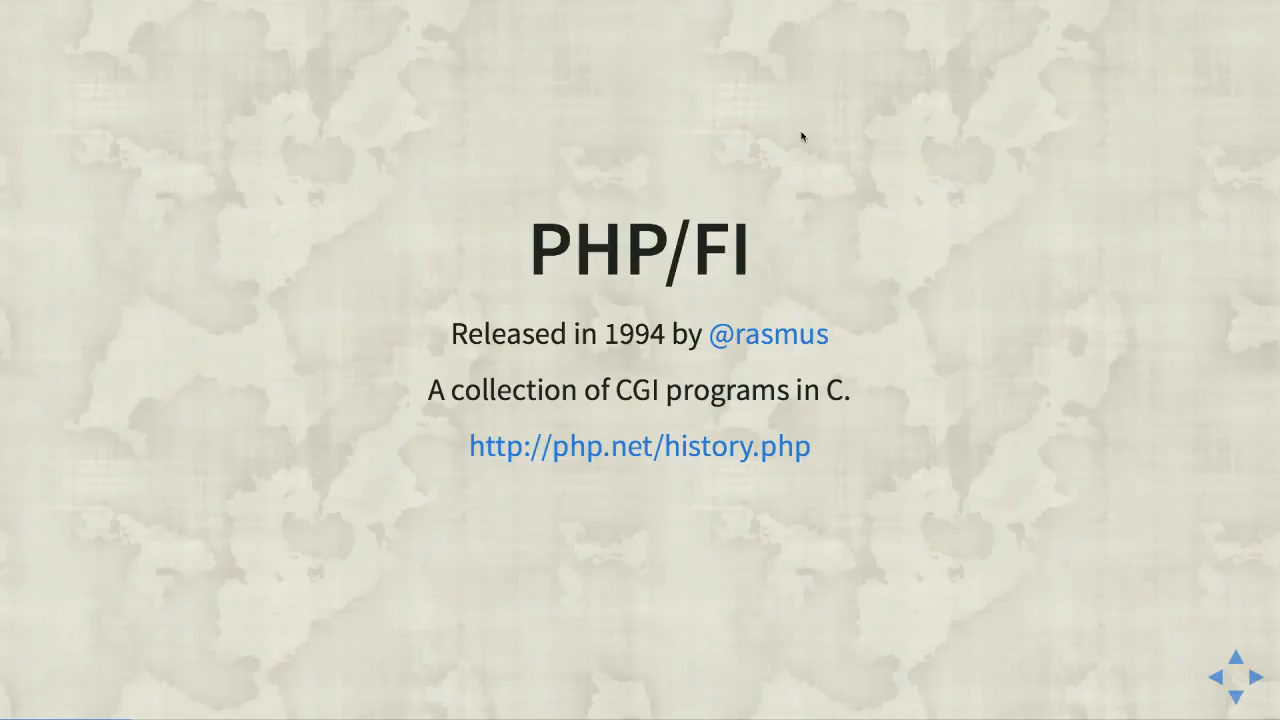 PHP/FI
Released in 1994 by @rasmus
A collection of CGI programs in C.
http://php.net/history.php